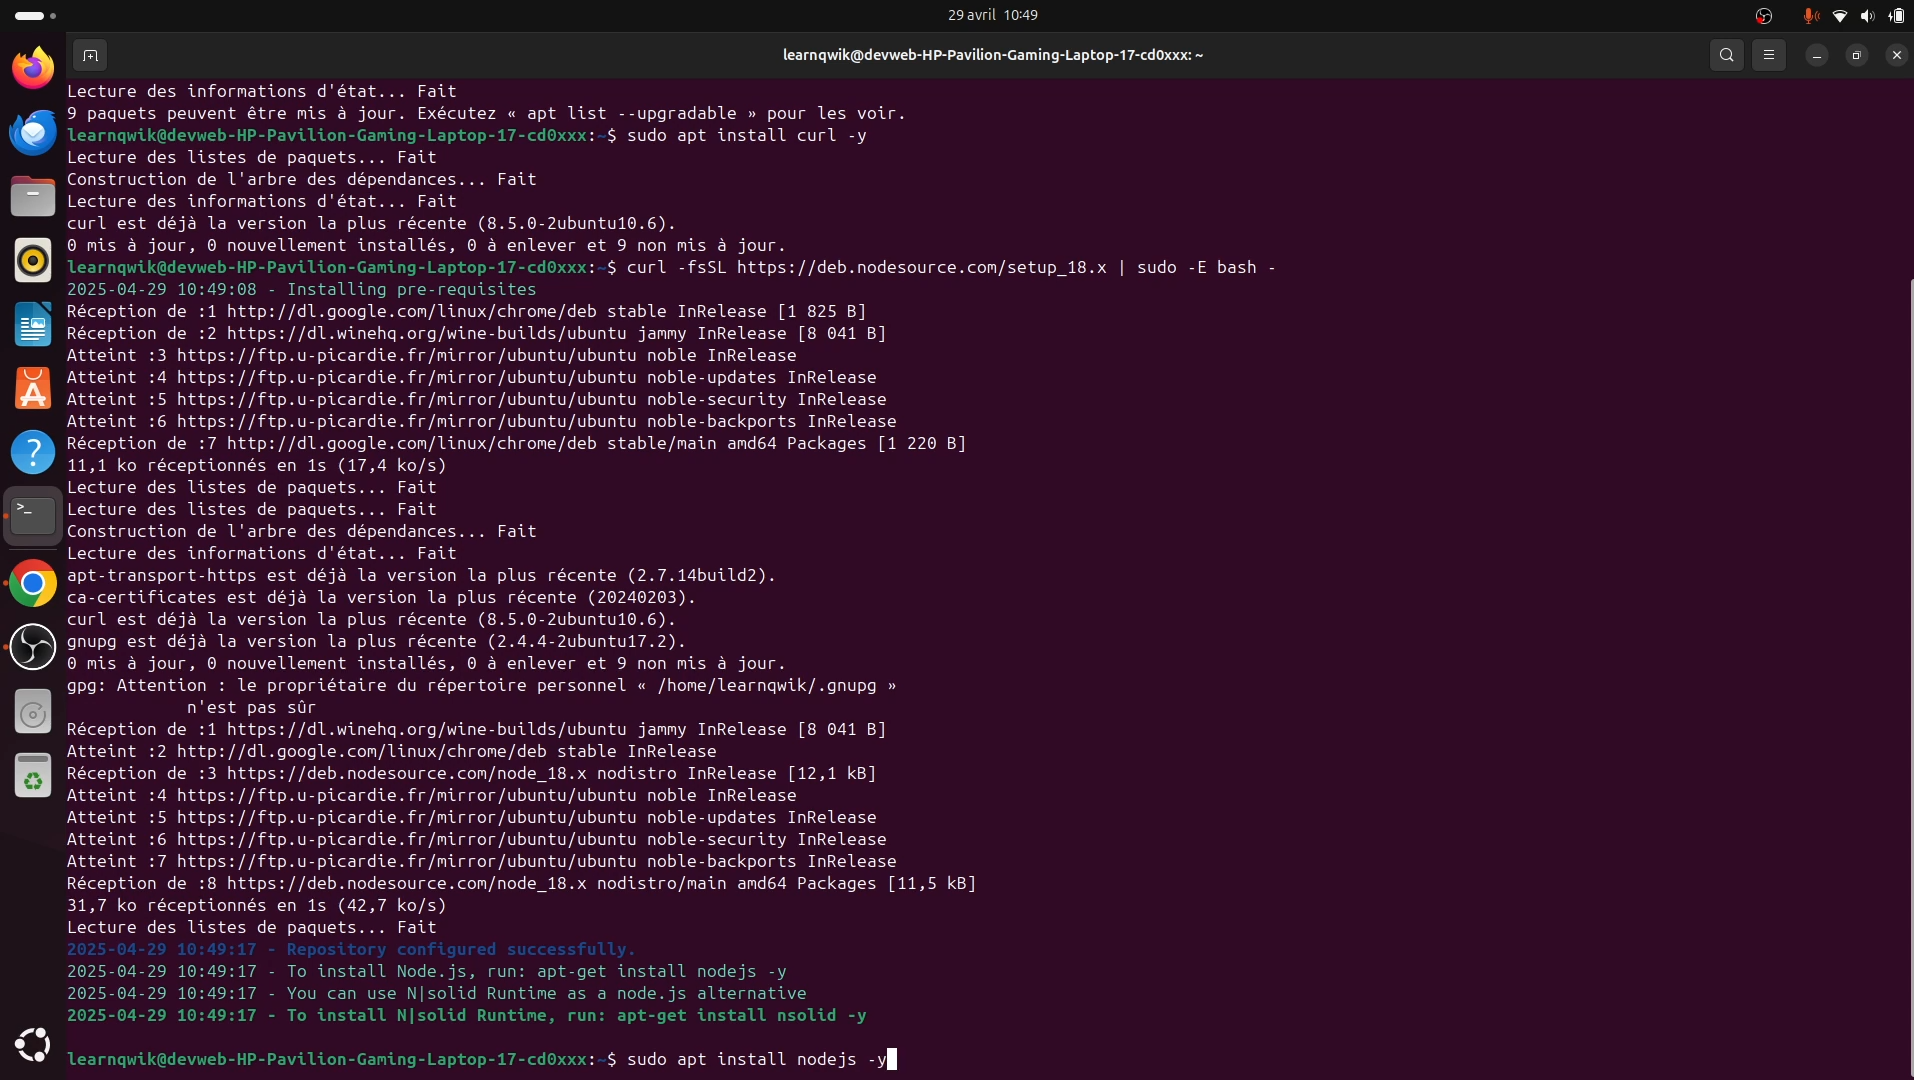 29 avril 10:49
learnqwik@devweb-HP-Pavilion-Gaming-Laptop-17-cd0xxx: ~
Lecture des informations d'état... Fait
9 paquets peuvent être mis à jour. Exécutez « apt list --upgradable » pour les voir.
learnqwik@devweb-HP-Pavilion-Gaming-Laptop-17-cd0xxx:~$ sudo apt install curl -y
Lecture des listes de paquets... Fait
Construction de l'arbre des dépendances... Fait
Lecture des informations d'état... Fait
curl est déjà la version la plus récente (8.5.0-2ubuntu10.6).
0 mis à jour, 0 nouvellement installés, 0 à enlever et 9 non mis à jour.
learnqwik@devweb-HP-Pavilion-Gaming-Laptop-17-cd0xxx:~$ curl -fsSL https://deb.nodesource.com/setup_18.x | sudo -E bash -
2025-04-29 10:49:08 - Installing pre-requisites
Réception de :1 http://dl.google.com/linux/chrome/deb stable InRelease [1 825 B]
Réception de :2 https://dl.winehq.org/wine-builds/ubuntu jammy InRelease [8 041 B]
Atteint :3 https://ftp.u-picardie.fr/mirror/ubuntu/ubuntu noble InRelease
Atteint :4 https://ftp.u-picardie.fr/mirror/ubuntu/ubuntu noble-updates InRelease
Atteint :5 https://ftp.u-picardie.fr/mirror/ubuntu/ubuntu noble-security InRelease
Atteint :6 https://ftp.u-picardie.fr/mirror/ubuntu/ubuntu noble-backports InRelease
Réception de :7 http://dl.google.com/linux/chrome/deb stable/main amd64 Packages [1 220 B]
11,1 ko réceptionnés en 1s (17,4 ko/s)
Lecture des listes de paquets... Fait
Lecture des listes de paquets... Fait
Construction de l'arbre des dépendances... Fait
Lecture des informations d'état... Fait
apt-transport-https est déjà la version la plus récente (2.7.14build2).
ca-certificates est déjà la version la plus récente (20240203).
curl est déjà la version la plus récente (8.5.0-2ubuntu10.6).
gnupg est déjà la version la plus récente (2.4.4-2ubuntu17.2).
0 mis à jour, 0 nouvellement installés, 0 à enlever et 9 non mis à jour.
gpg: Attention : le propriétaire du répertoire personnel « /home/learnqwik/.gnupg »
n'est pas sûr
Réception de :1 https://dl.winehq.org/wine-builds/ubuntu jammy InRelease [8 041 B]
Atteint :2 http://dl.google.com/linux/chrome/deb stable InRelease
Réception de :3 https://deb.nodesource.com/node_18.x nodistro InRelease [12,1 kB]
Atteint :4 https://ftp.u-picardie.fr/mirror/ubuntu/ubuntu noble InRelease
Atteint :5 https://ftp.u-picardie.fr/mirror/ubuntu/ubuntu noble-updates InRelease
Atteint :6 https://ftp.u-picardie.fr/mirror/ubuntu/ubuntu noble-security InRelease
Atteint :7 https://ftp.u-picardie.fr/mirror/ubuntu/ubuntu noble-backports InRelease
Réception de :8 https://deb.nodesource.com/node_18.x nodistro/main amd64 Packages [11,5 kB]
31,7 ko réceptionnés en 1s (42,7 ko/s)
Lecture des listes de paquets... Fait
2025-04-29 10:49:17 - Repository configured successfully.
2025-04-29 10:49:17 - To install Node.js, run: apt-get install nodejs -y
2025-04-29 10:49:17 - You can use N|solid Runtime as a node.js alternative
2025-04-29 10:49:17 - To install N|solid Runtime, run: apt-get install nsolid -y
learnqwik@devweb-HP-Pavilion-Gaming-Laptop-17-cd0xxx:~$ sudo apt install nodejs -y